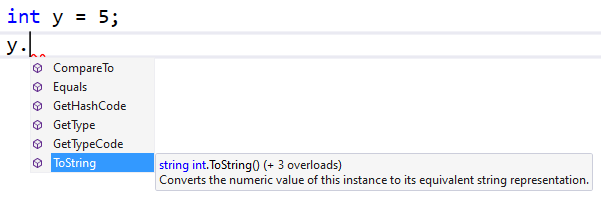 int y = 5;
y.
CompareTo
Equals
GetHashCode
GetType
GetTypeCode
ToString
string int.ToString() (+ 3 overloads)
Converts the numeric value of this instance to its equivalent string representation.